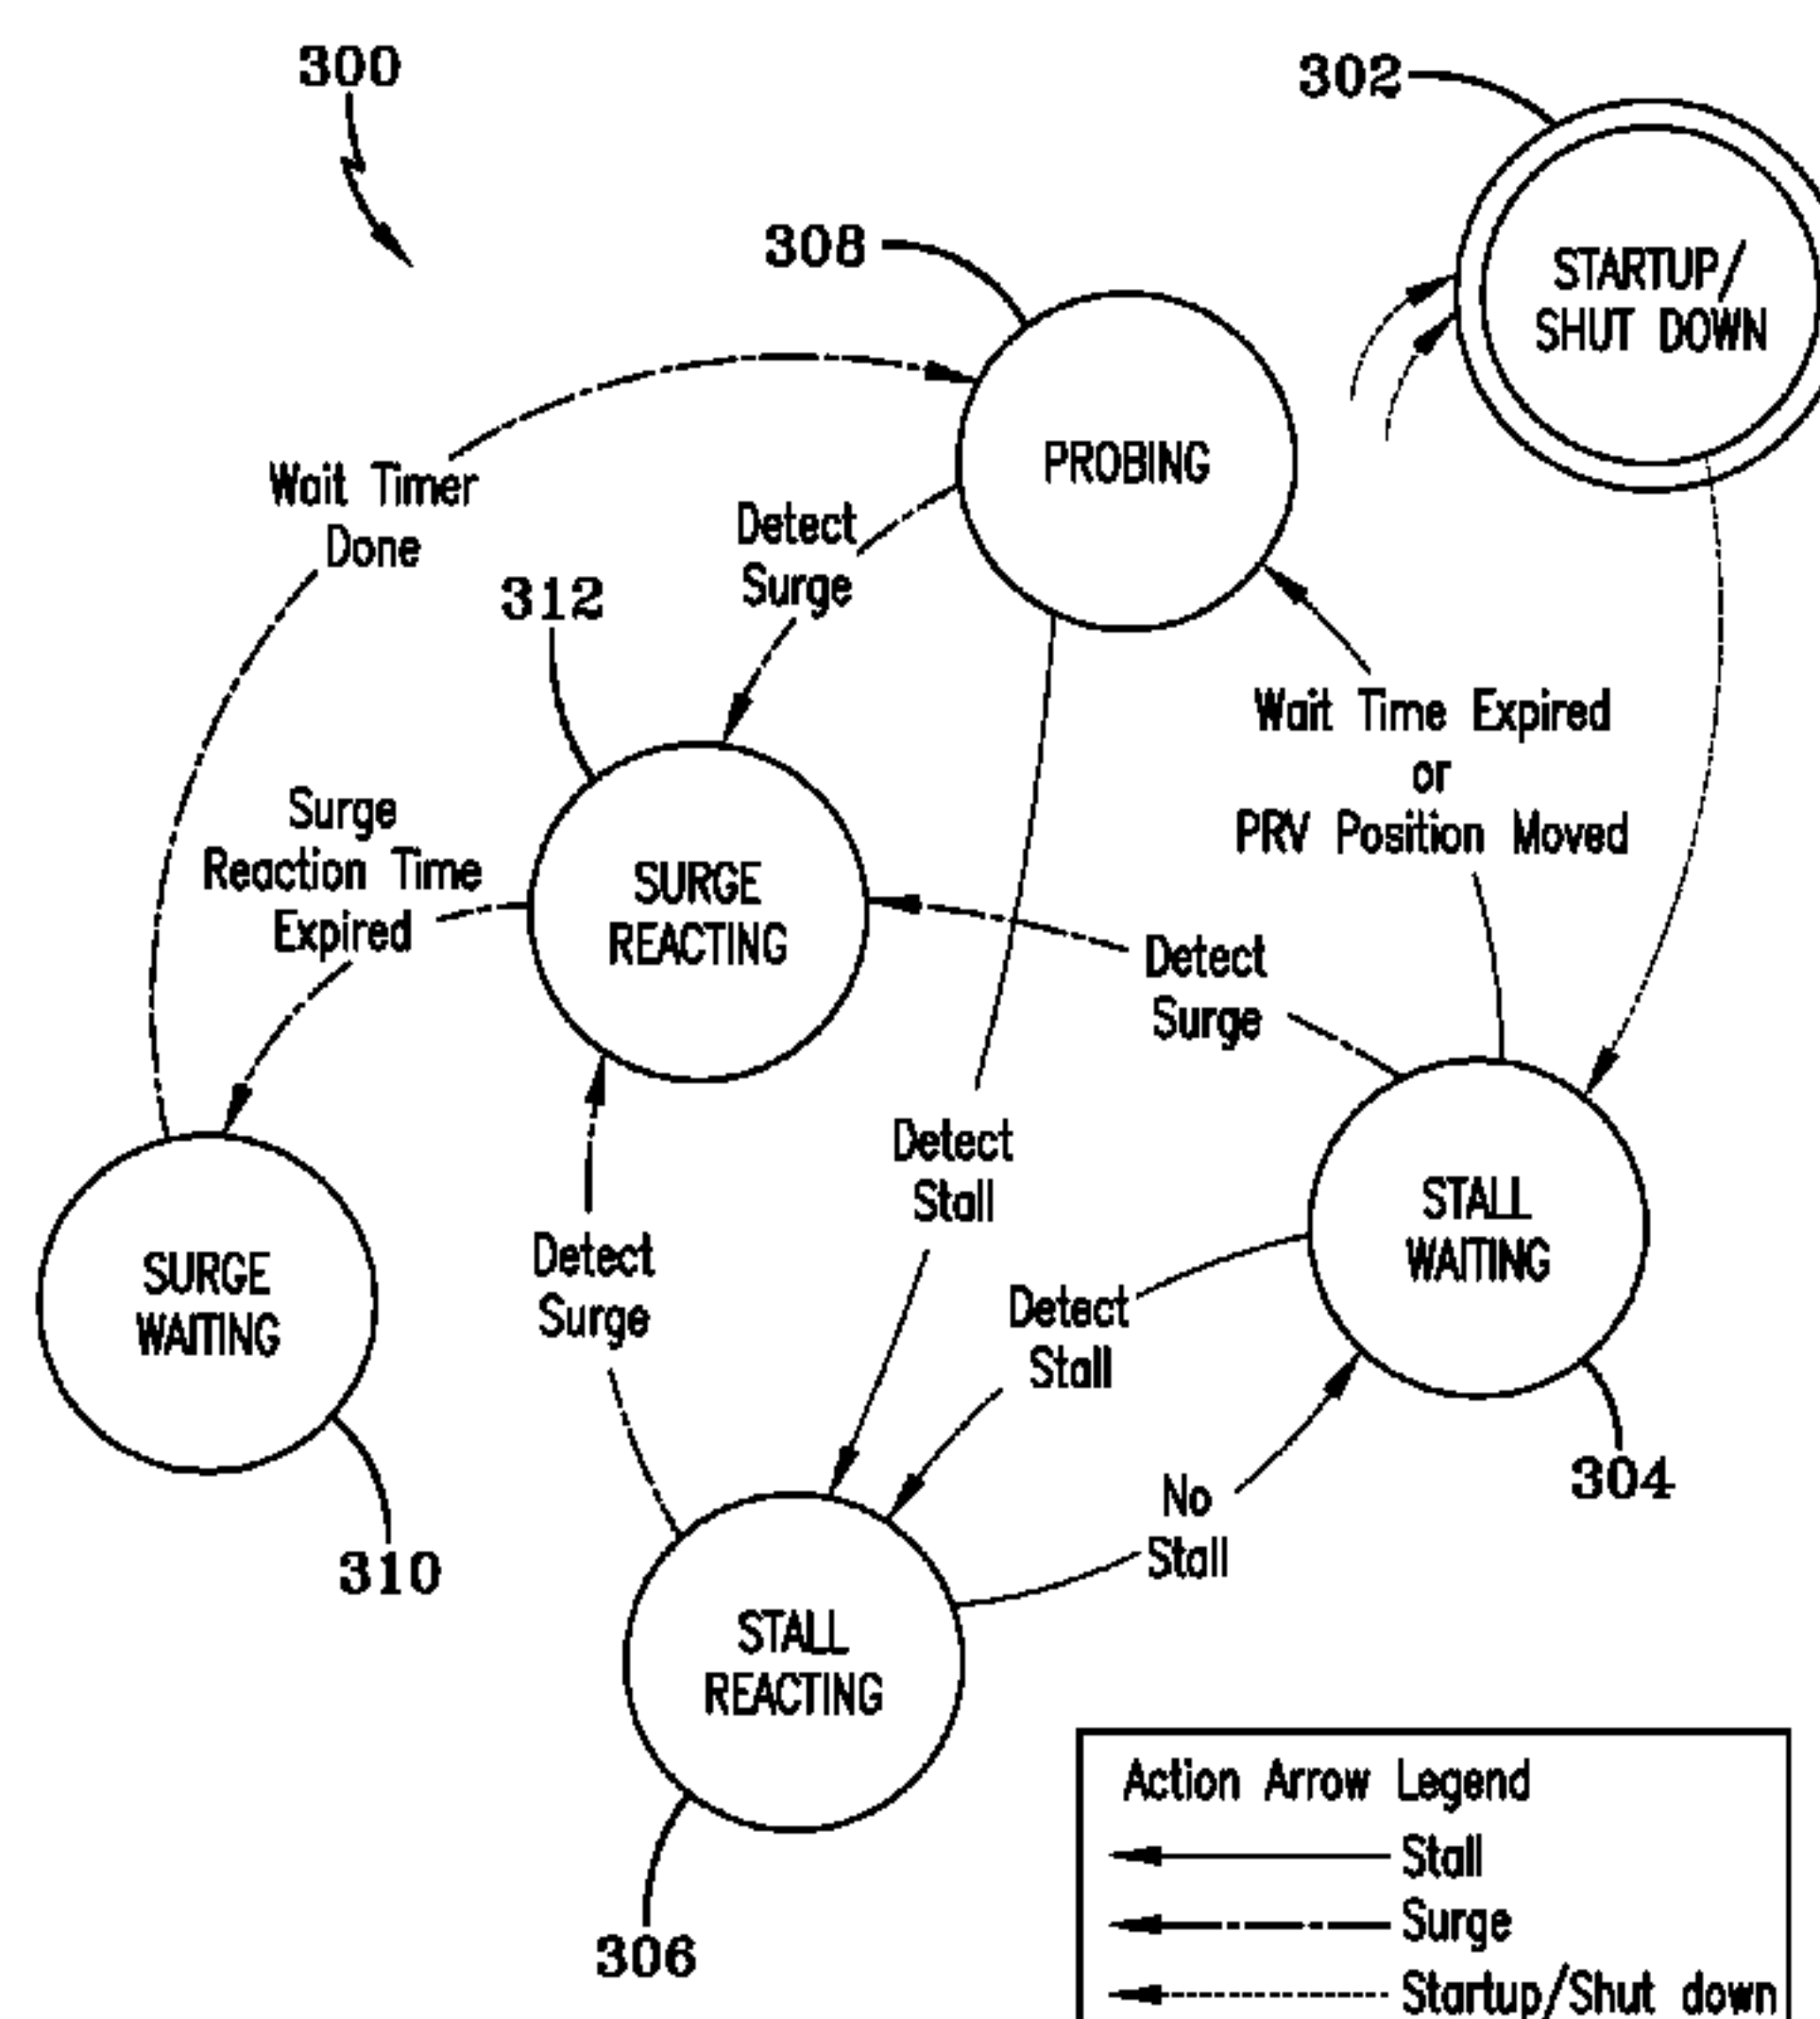 300
302
308
STARTUP/
SHUT DOWN
PROBING
Wait Timer
Done
Detect
Surge
312
Wait Time Expired
or
PRV Position Moved
Surge
Reaction Time
Expired
SURGE
REACTING
Detect
Surge
Detect
Stall
STALL
WAITING
SURGE
WAITING
Detect
Surge
Detect
Stall
304
No
Stall
310
STALL
REACTING
306
Action Arrow Legend
Stall
Surge
Startup/Shut down